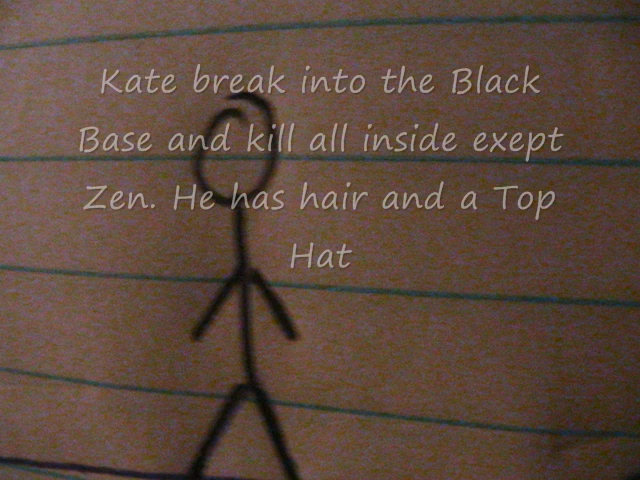 Kate break into the Black
Base and kill all inside exept
Zen. He has hair and a Top
Hat